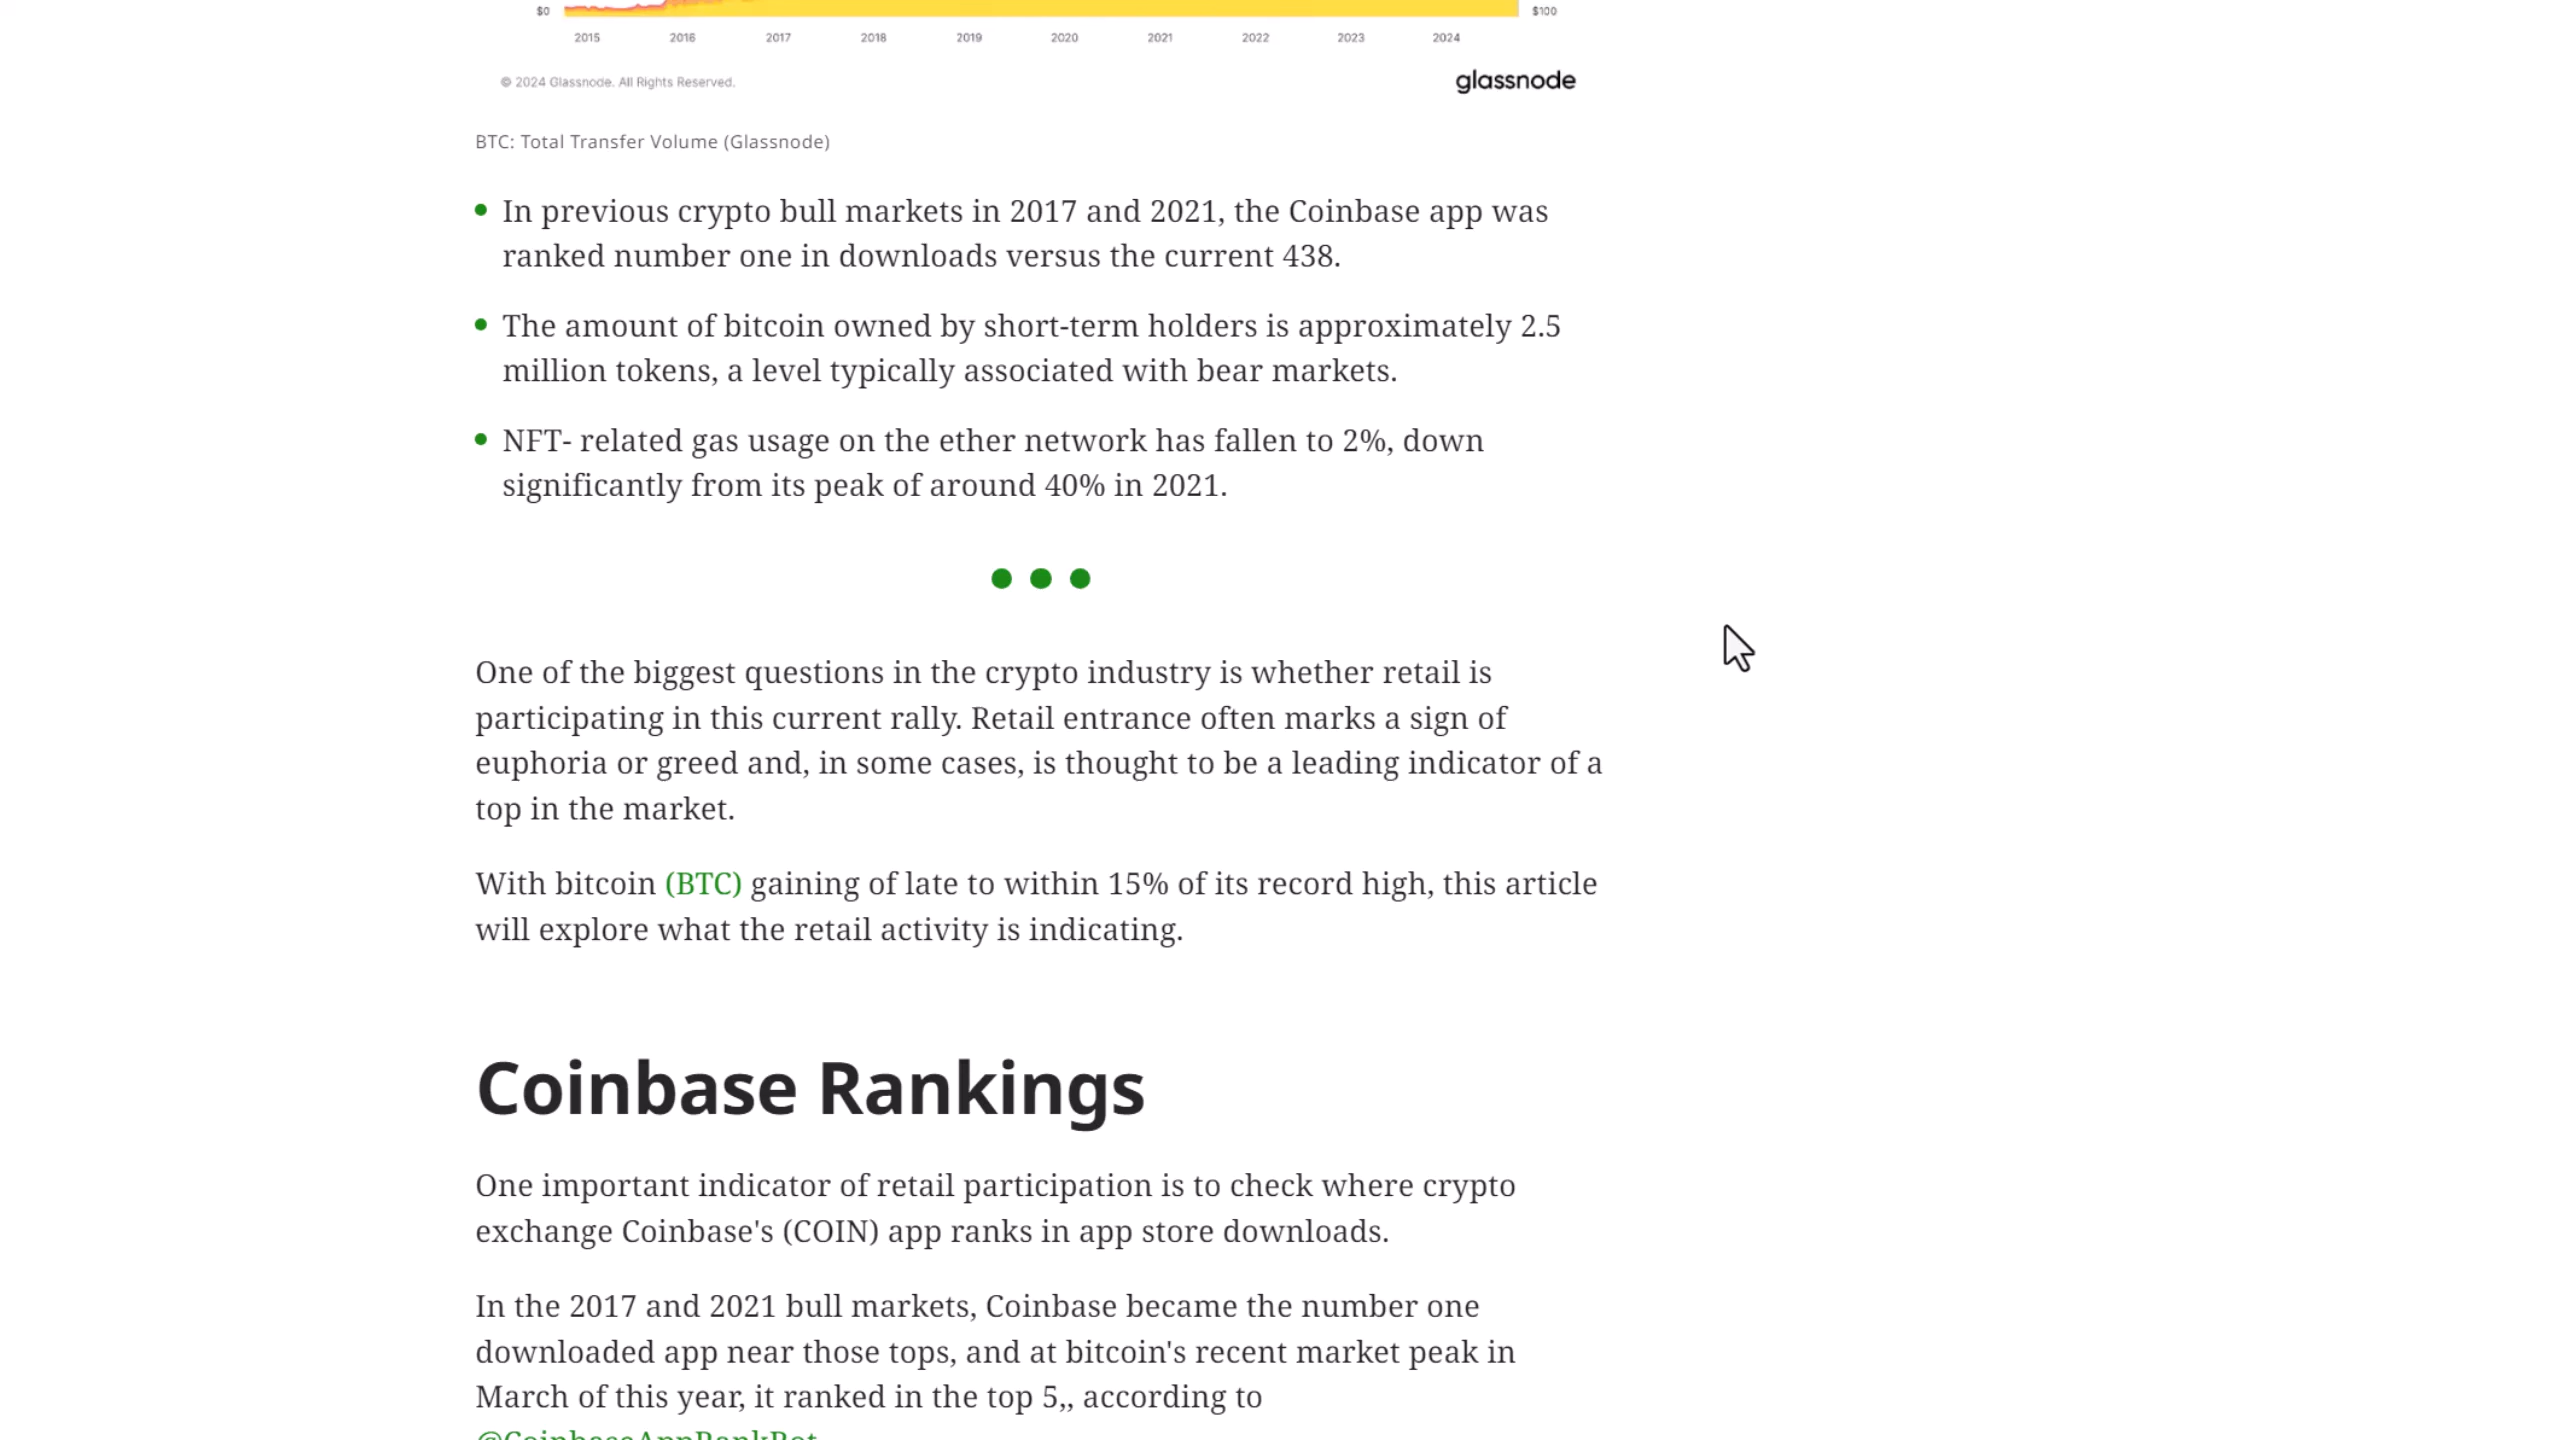 $0 $100
2015 2016 2017 2018 2019 2020 2021 2022 2023 2024
© 2024 Glassnode. All Rights Reserved. glassnode
BTC: Total Transfer Volume (Glassnode)
In previous crypto bull markets in 2017 and 2021, the Coinbase app was
ranked number one in downloads versus the current 438.
The amount of bitcoin owned by short-term holders is approximately 2.5
million tokens, a level typically associated with bear markets.
NFT- related gas usage on the ether network has fallen to 2%, down
significantly from its peak of around 40% in 2021.
One of the biggest questions in the crypto industry is whether retail is
participating in this current rally. Retail entrance often marks a sign of
euphoria or greed and, in some cases, is thought to be a leading indicator of a
top in the market.
With bitcoin (BTC) gaining of late to within 15% of its record high, this article
will explore what the retail activity is indicating.
Coinbase Rankings
One important indicator of retail participation is to check where crypto
exchange Coinbase's (COIN) app ranks in app store downloads.
In the 2017 and 2021 bull markets, Coinbase became the number one
downloaded app near those tops, and at bitcoin's recent market peak in
March of this year, it ranked in the top 5,, according to
@CoinbaseAppRankBot